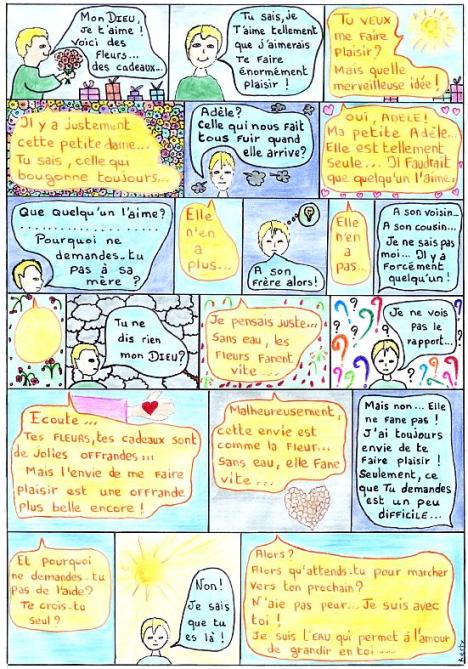 Mon DIEU,
Je t'aime !
Voici des
Fleurs...
des cadeaux...
Tu sais, je
T'aime tellement
que j'aimerais
Te faire
énormément
plaisir !
Tu VEUX
me faire
plaisir ?
Mais quelle
merveilleuse idée !
Il y a justement
cette petite dame...
Tu sais, celle qui
bougonne toujours...
Adèle ?
Celle qui nous fait
tous fuir quand
elle arrive ?
OUI, ADELE !
Ma petite Adèle...
Elle est tellement
seule... Il faudrait
que quelqu'un l'aime.
Que quelqu'un l'aime ?
Pourquoi ne
demandes-tu
pas à sa
mère ?
Elle
n'en
a
plus...
A son
frère alors !
Elle
n'en
a
pas...
A son voisin...
A son cousin...
Je ne sais pas
moi... Il y a
forcément
quelqu'un !
Tu ne
dis rien
mon DIEU ?
Je pensais juste...
Sans eau, les
fleurs fanent
vite ....
Je ne vois
pas le
rapport...
Ecoute ...
Tes FLEURS, tes cadeaux sont
de jolies offrandes ...
Mais l'envie de me faire
plaisir est une offrande
plus belle encore !
Malheureusement,
cette envie est
comme la fleur...
Sans eau, elle fane
vite ...
Mais non... Elle
ne fane pas !
J'ai toujours
envie de te
faire plaisir !
Seulement, ce
que Tu demandes
est un peu
difficile...
Et pourquoi
ne demandes-tu
pas de l'aide ?
Te crois-tu
seul ?
Non !
Je sais
que tu
es là !
Alors ?
Alors qu'attends-tu pour marcher
vers ton prochain ?
N'aie pas peur... Je suis avec
toi !
Je suis l'EAU qui permet à l'amour
de grandir en toi ....